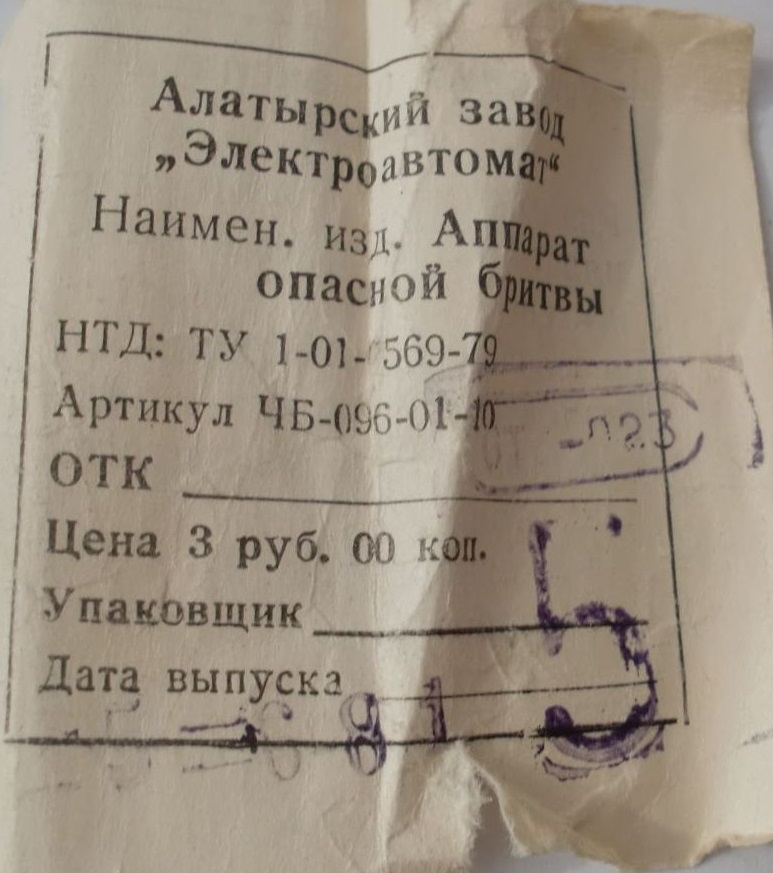 Алатырский завод
„Электроавтомат“
Наимен. изд. Аппарат
опасной бритвы
НТД: ТУ 1-01-569-79
Артикул ЧБ-096-01-10
ОТК
Цена 3 руб. 00 коп.
Упаковщик
5
Дата выпуска